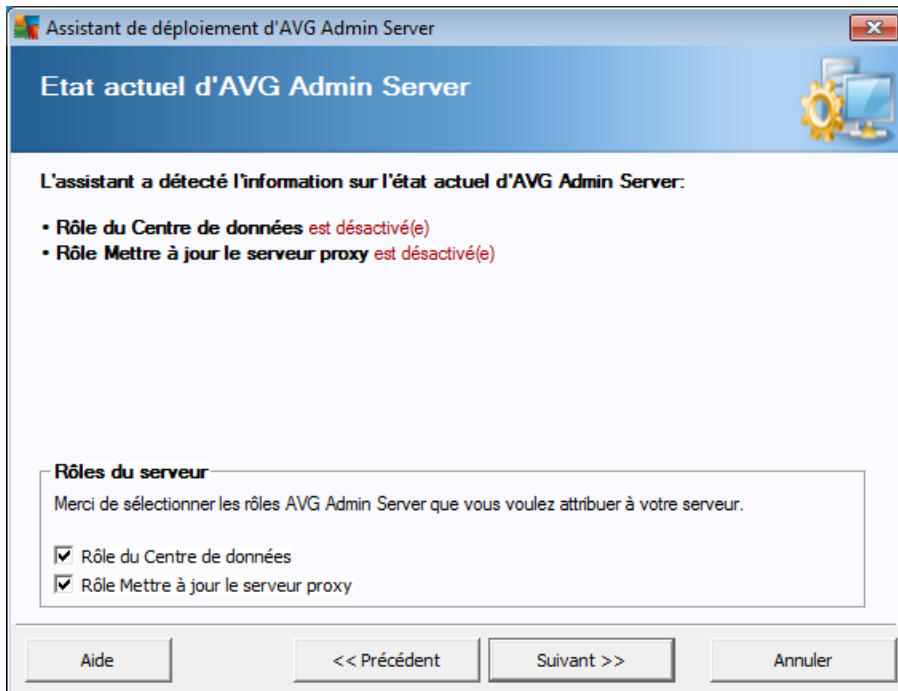 Assistant de déploiement d'AVG Admin Server
Etat actuel d'AVG Admin Server
L'assistant a détecté l'information sur l'état actuel d'AVG Admin Server:
• Rôle du Centre de données est désactivé(e)
• Rôle Mettre à jour le serveur proxy est désactivé(e)
Rôles du serveur
Merci de sélectionner les rôles AVG Admin Server que vous voulez attribuer à votre serveur.
Rôle du Centre de données
Rôle Mettre à jour le serveur proxy
Aide
<< Précédent
Suivant >>
Annuler